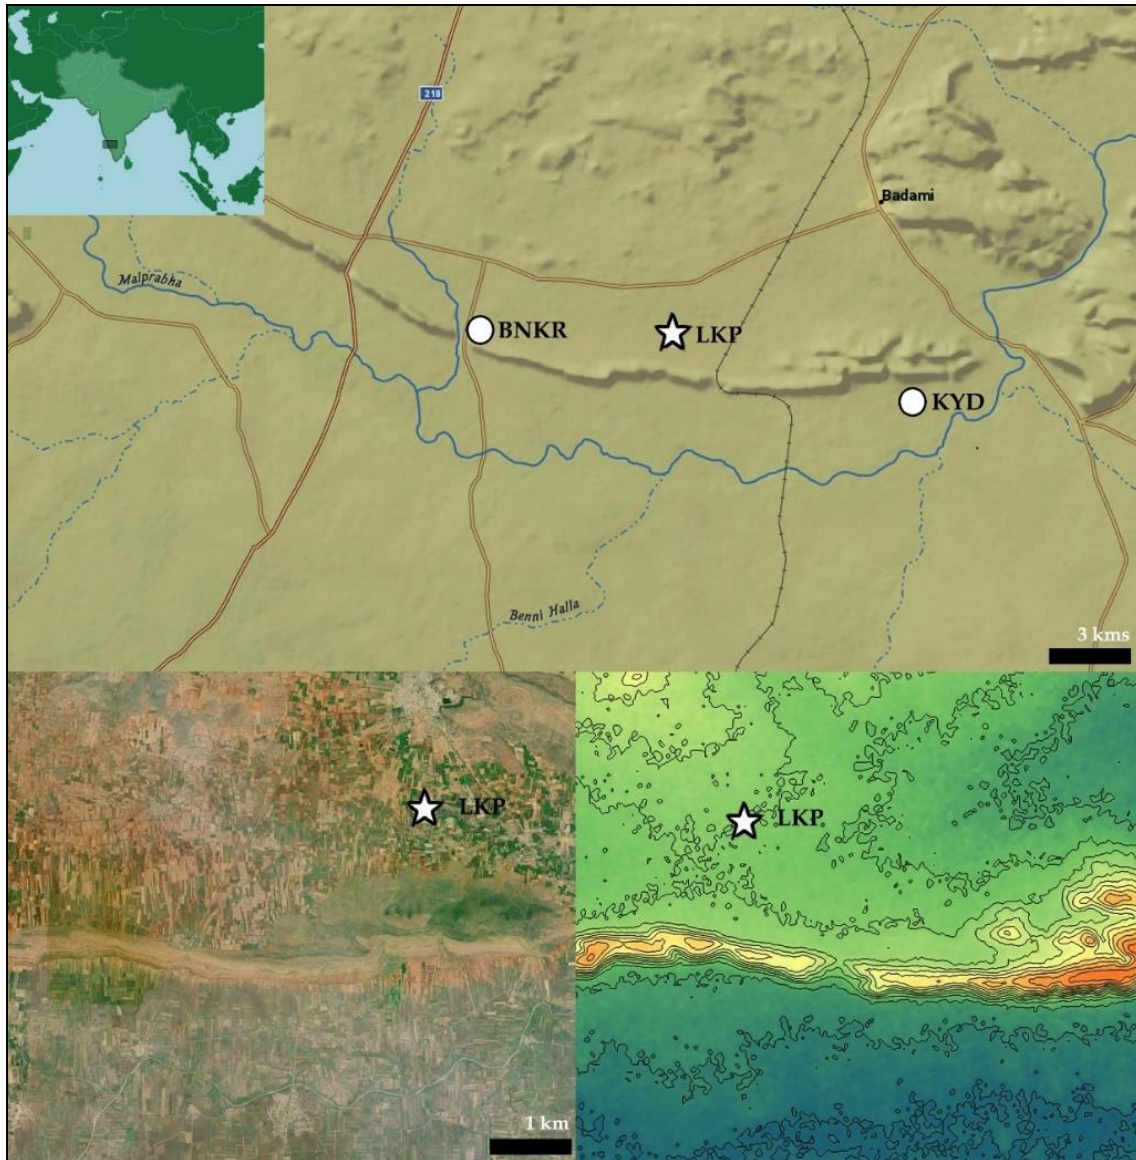 218
Badami
Malprabha
BNKR
LKP
KYD
Benni Halla
3 kms
LKP
LKP
1 km